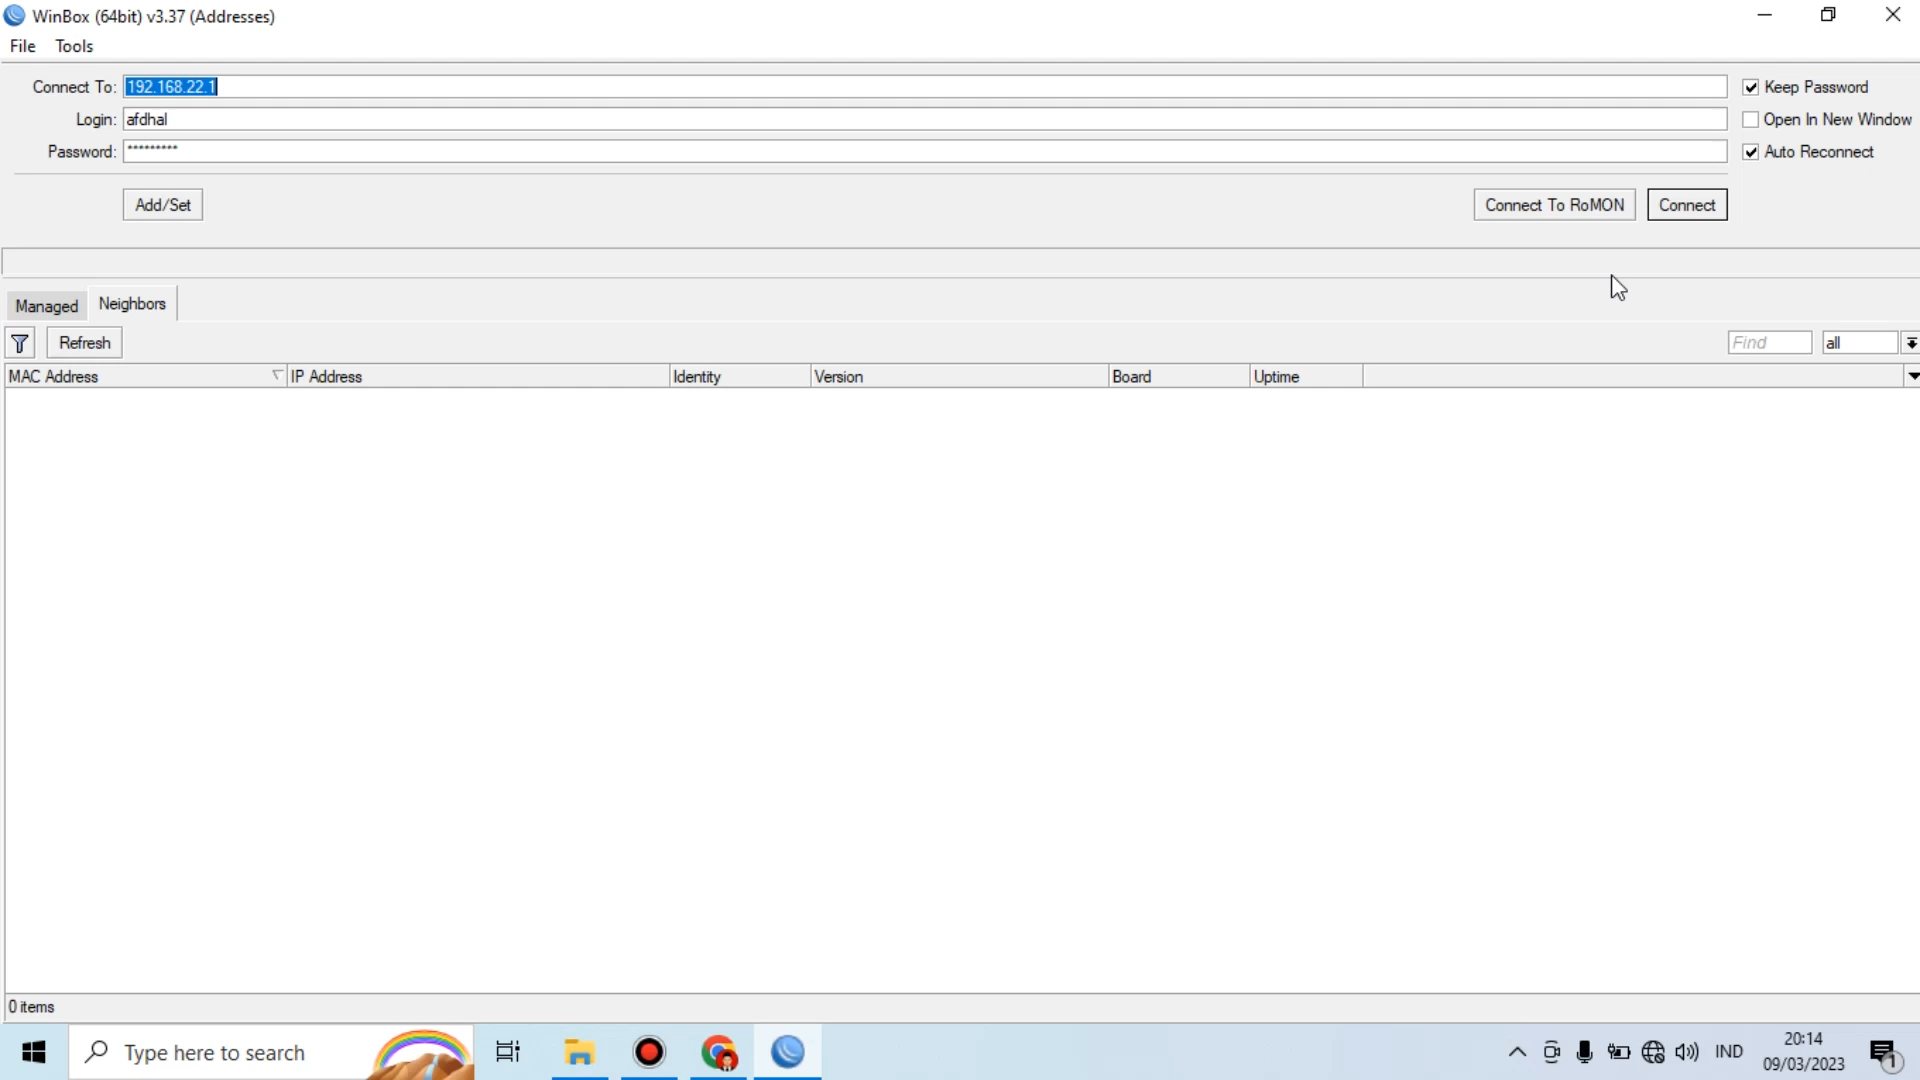 WinBox (64bit) v3.37 (Addresses)
File Tools
Connect To: 192.168.22.1 Keep Password
Login: afdhal Open In New Window
Password: ********* Auto Reconnect
Add/Set Connect To RoMON Connect
Managed Neighbors
Refresh Find all
MAC Address IP Address Identity Version Board Uptime
0 items
Type here to search IND 20:14
09/03/2023 1